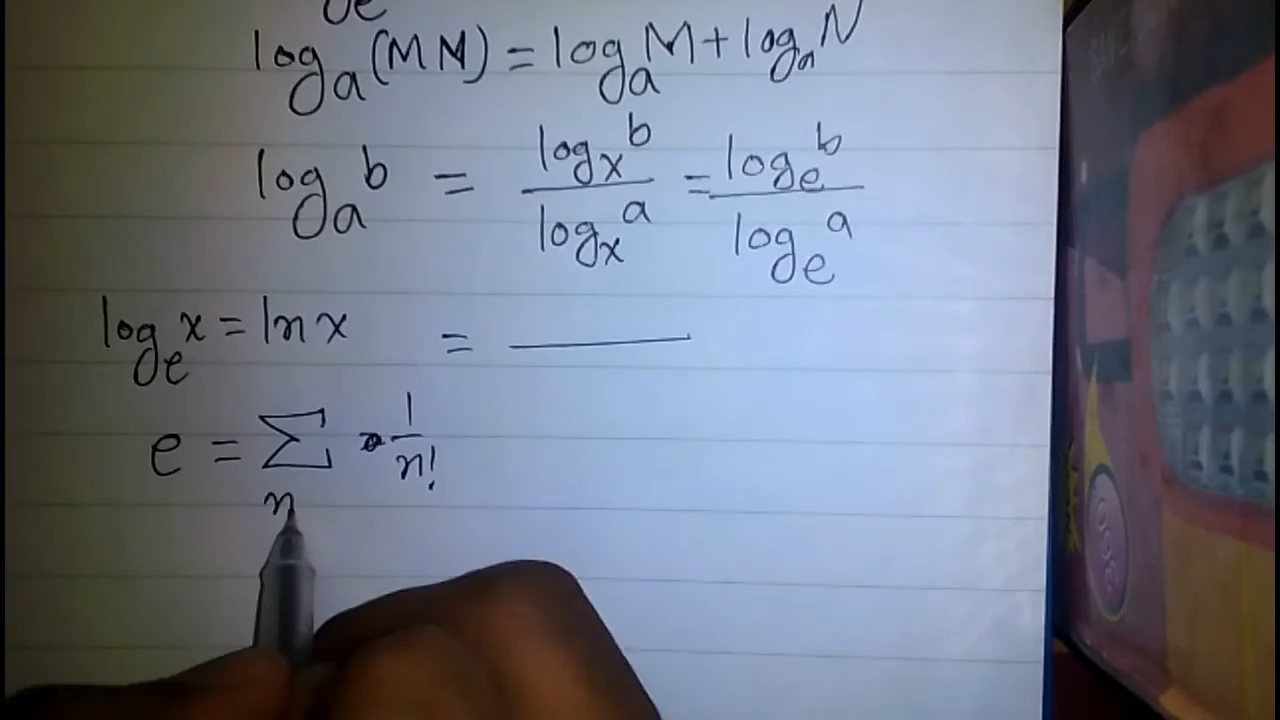 log_a(MN) = log_a M + log_a N
log_a b = log_x b / log_x a = log_e b / log_e a
log_e x = ln x = ———
e = Σ_n 1/n!